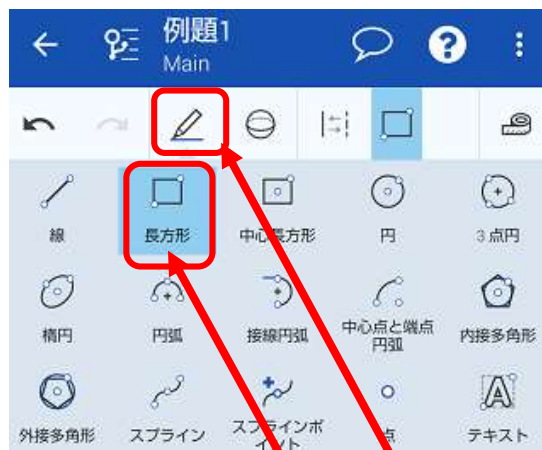 例題1
Main
線
長方形
中心長方形
円
3 点円
楕円
円弧
接線円弧
中心点と端点
円弧
内接多角形
外接多角形
スプライン
スプラインポ
イント
点
テキスト